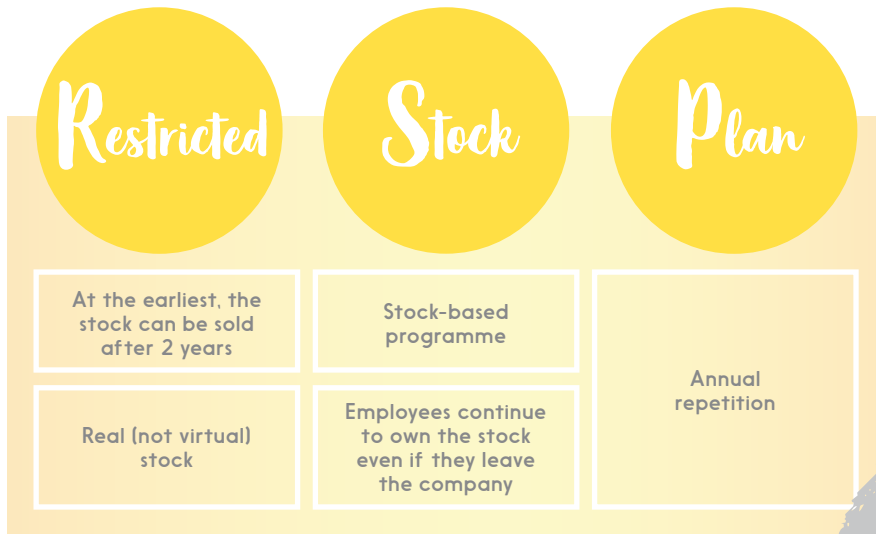 Restricted
Stock
Plan
At the earliest, the
stock can be sold
after 2 years
Stock-based
programme
Annual
repetition
Real (not virtual)
stock
Employees continue
to own the stock
even if they leave
the company